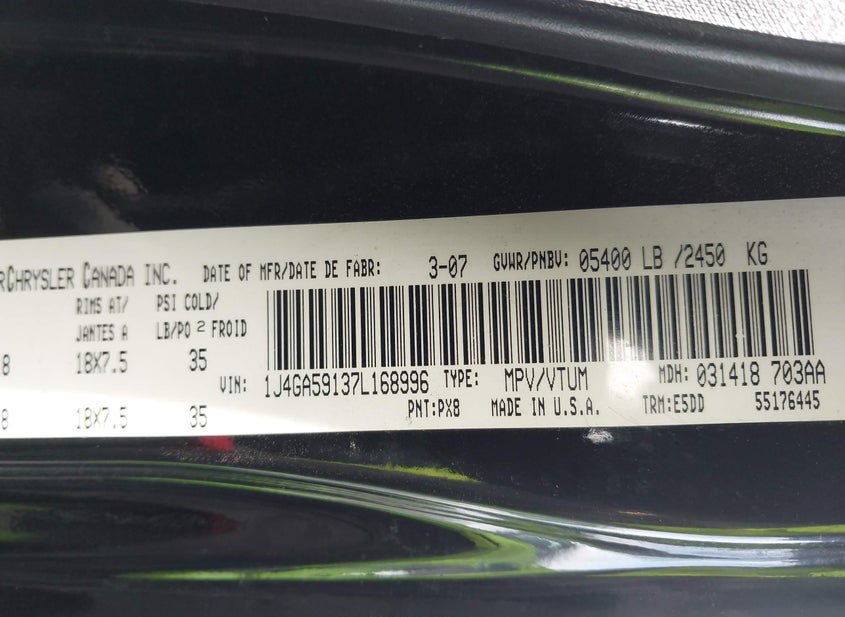 RCHRYSLER CANADA INC. DATE OF MFR/DATE DE FABR: 3-07 GVWR/PNBV: 05400 LB /2450 KG
RIMS AT/ PSI COLD/
JANTES A LB/PO 2 FROID
8 18X7.5 35
VIN: 1J4GA59137L168996 TYPE: MPV/VTUM MDH: 031418 703AA
8 18X7.5 35 PNT:PX8 MADE IN U.S.A. TRM:E5DD 55176445